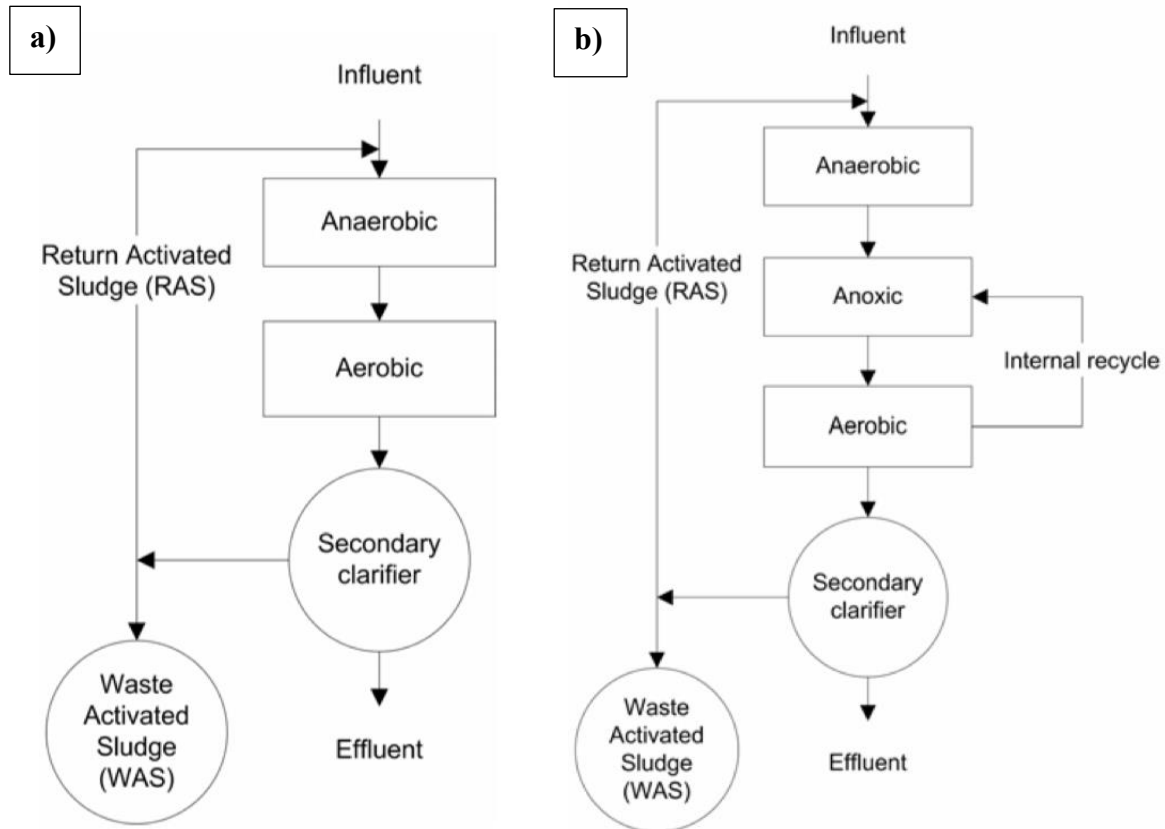 a)
Influent
Anaerobic
Return Activated
Sludge (RAS)
Aerobic
Secondary
clarifier
Waste
Activated
Sludge
(WAS)
Effluent
b)
Influent
Anaerobic
Return Activated
Sludge (RAS)
Anoxic
Internal recycle
Aerobic
Secondary
clarifier
Waste
Activated
Sludge
(WAS)
Effluent